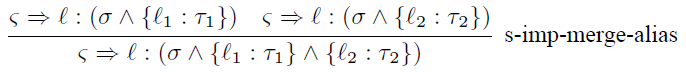 ς ⇒ ℓ : (σ ∧ {ℓ₁ : τ₁})   ς ⇒ ℓ : (σ ∧ {ℓ₂ : τ₂})
ς ⇒ ℓ : (σ ∧ {ℓ₁ : τ₁} ∧ {ℓ₂ : τ₂})   s-imp-merge-alias